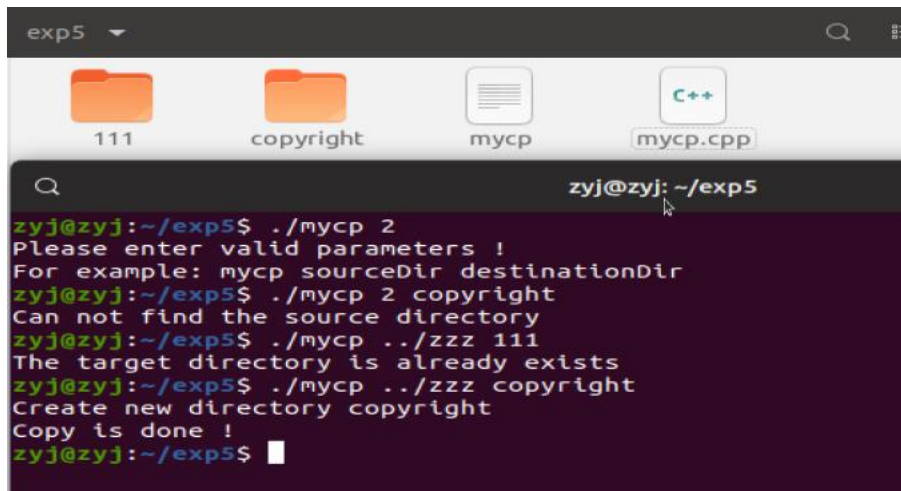 exp5
111
copyright
mycp
C++
mycp.cpp
zyj@zyj: ~/exp5
zyj@zyj:~/exp5$ ./mycp 2
Please enter valid parameters !
For example: mycp sourceDir destinationDir
zyj@zyj:~/exp5$ ./mycp 2 copyright
Can not find the source directory
zyj@zyj:~/exp5$ ./mycp ../zzz 111
The target directory is already exists
zyj@zyj:~/exp5$ ./mycp ../zzz copyright
Create new directory copyright
Copy is done !
zyj@zyj:~/exp5$